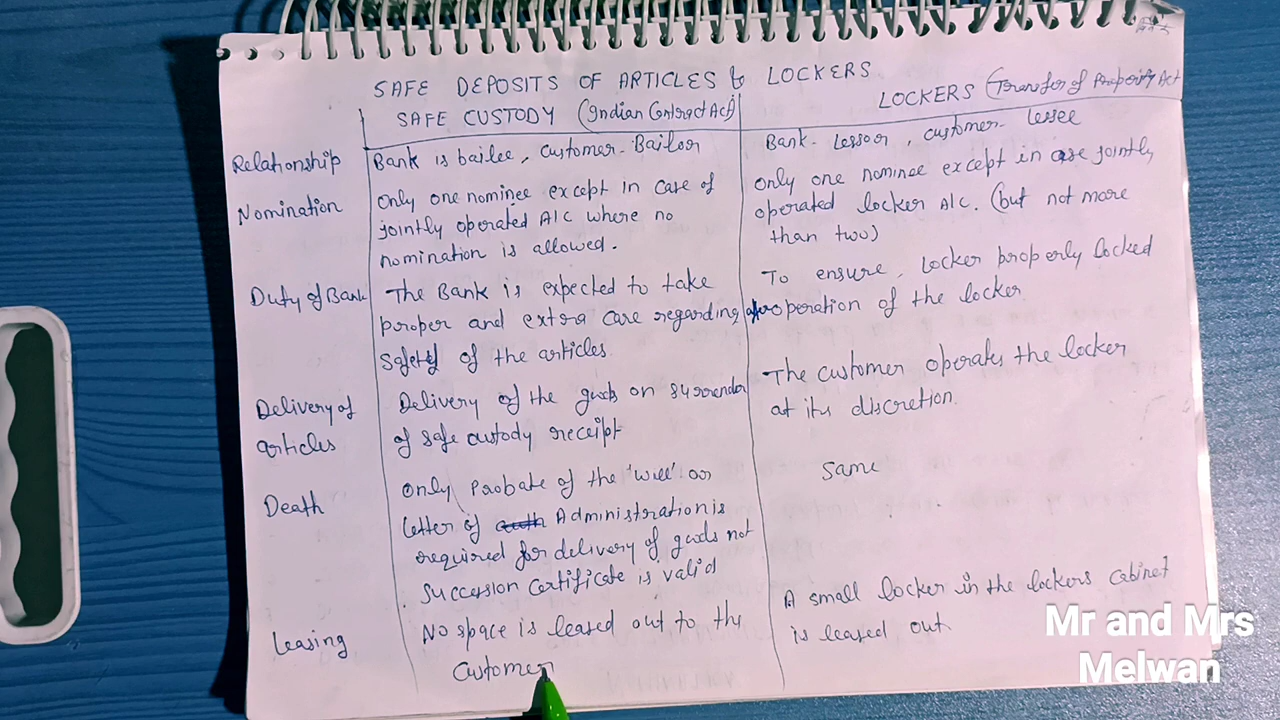 SAFE DEPOSITS OF ARTICLES & LOCKERS
SAFE CUSTODY (Indian Contract Act)
LOCKERS (Transfer of Property Act
Relationship
Bank is bailee, customer-Bailor
Bank- Lessor, customer- lessee
Nomination
Only one nominee except in case of
jointly operated A/C where no
nomination is allowed.
Only one nominee except in case jointly
operated locker A/C. (but not more
than two)
Duty of Bank
The Bank is expected to take
proper and extra care regarding
safety of the articles.
To ensure, locker properly locked
operation of the locker
Delivery of
articles
Delivery of the goods on surrender
of safe custody receipt
The customer operates the locker
at its discretion.
Death
Only Probate of the 'will' or
letter of Administration is
required for delivery of goods not
Succession certificate is valid
Same
Leasing
No space is leased out to the
customer
A small locker in the lockers cabinet
is leased out
Mr and Mrs
Melwan